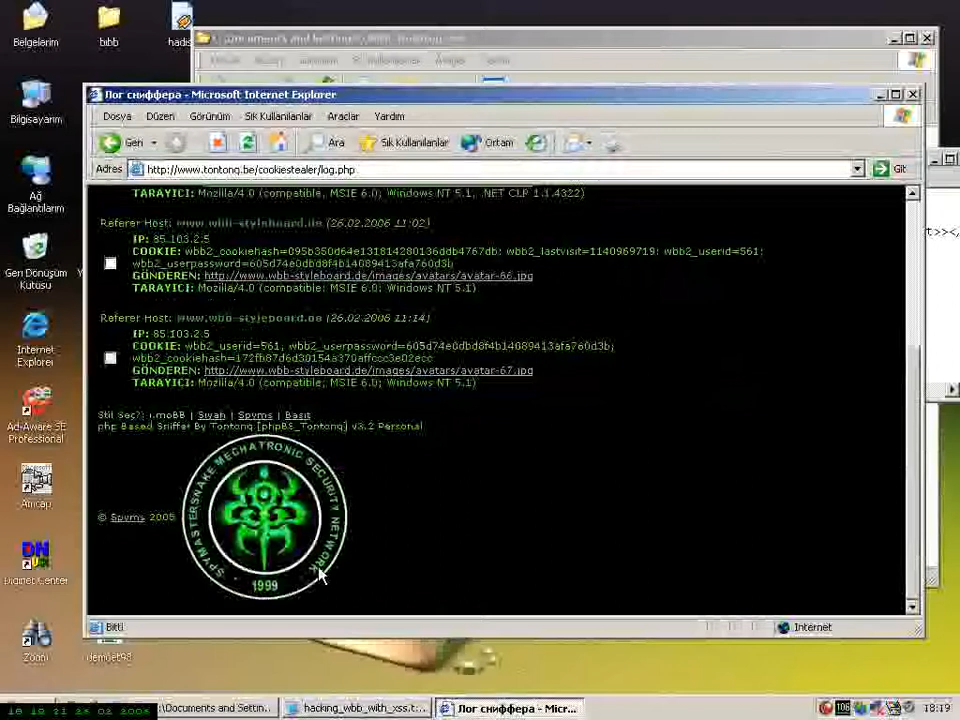 Belgelerim
bıbb
hadis
Bilgisayarım
Ağ
Bağlantılarım
Geri Dönüşüm
Kutusu
Internet
Explorer
Ad-Aware SE
Professional
Zoom
Лог сниффера - Microsoft Internet Explorer
Dosya Düzen Görünüm Sık Kullanılanlar Araçlar Yardım
Geri Ara Sık Kullanılanlar Ortam
Adres http://www.tontong.be/cookiestealer/log.php Git
TARAYICI: Mozilla/4.0 (compatible; MSIE 6.0; Windows NT 5.1; .NET CLR 1.1.4322)
Referer Host: www.wbb-styleboard.de (26.02.2006 11:02)
IP: 85.103.2.5
COOKIE: wbb2_cookiehash=095b350d64e131814280136ddb4767db; wbb2_lastvisit=1140969719; wbb2_userid=561;
wbb2_userpassword=605d74e0dbd8f4b14089413afa760d3b
GÖNDEREN: http://www.wbb-styleboard.de/images/avatars/avatar-66.jpg
TARAYICI: Mozilla/4.0 (compatible; MSIE 6.0; Windows NT 5.1)
Referer Host: www.wbb-styleboard.de (26.02.2006 11:14)
IP: 85.103.2.5
COOKIE: wbb2_userid=561; wbb2_userpassword=605d74e0dbd8f4b14089413afa760d3b;
wbb2_cookiehash=172fb87d6d30154a370affccc3e02ecc
GÖNDEREN: http://www.wbb-styleboard.de/images/avatars/avatar-67.jpg
TARAYICI: Mozilla/4.0 (compatible; MSIE 6.0; Windows NT 5.1)
Stil Seç?: | Siyah | Spyms | Basit
php Based Sniffer By Tontonq [phpBS_Tontonq] v3.2 Personal
SPYMASTERSNAKE MECHATRONIC SECURITY NETWORK
1999
© Spyms 2005
Bitti Internet
\Documents and Settin... hacking_wbb_with_xss.t:... Лог сниффера - Micr... 18:19